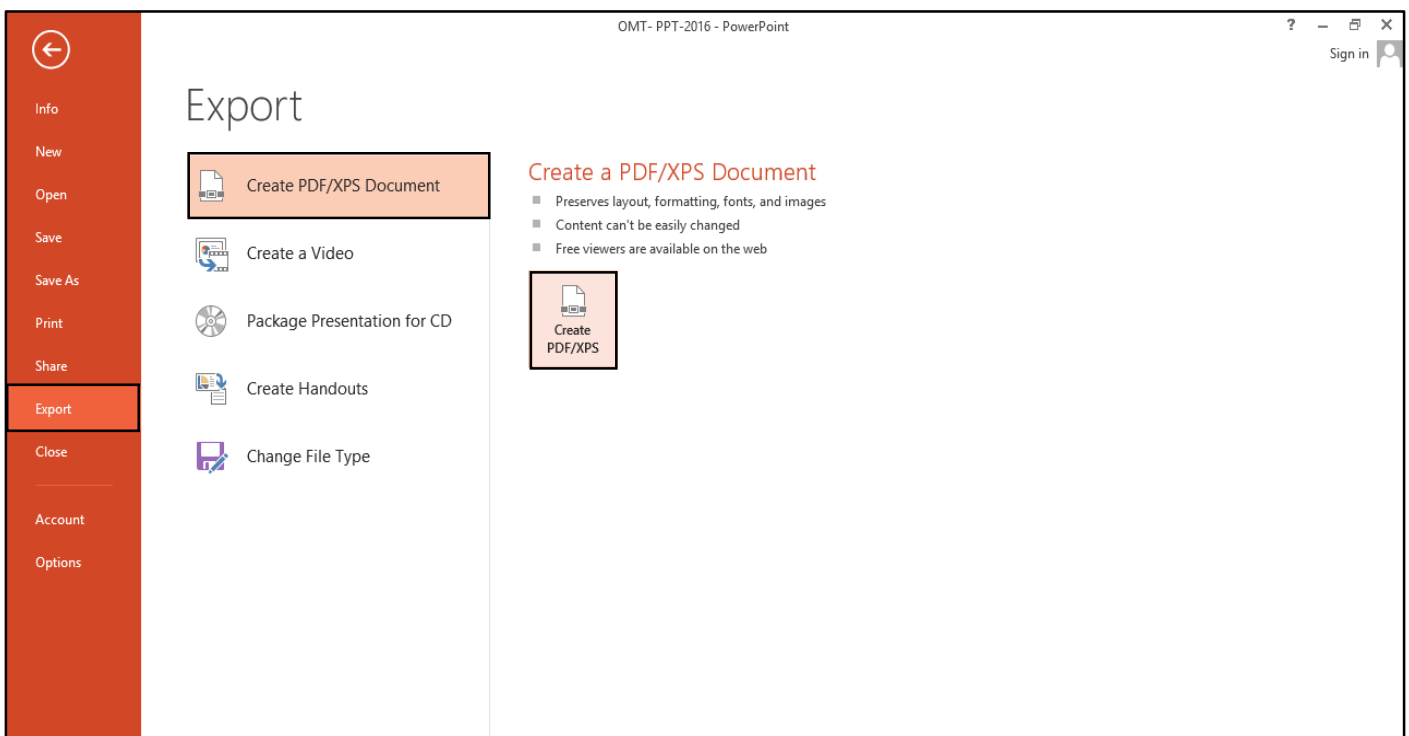 OMT- PPT-2016 - PowerPoint
?
Sign in
Info
New
Open
Save
Save As
Print
Share
Export
Close
Account
Options
Export
Create PDF/XPS Document
Create a Video
Package Presentation for CD
Create Handouts
Change File Type
Create a PDF/XPS Document
Preserves layout, formatting, fonts, and images
Content can't be easily changed
Free viewers are available on the web
Create
PDF/XPS